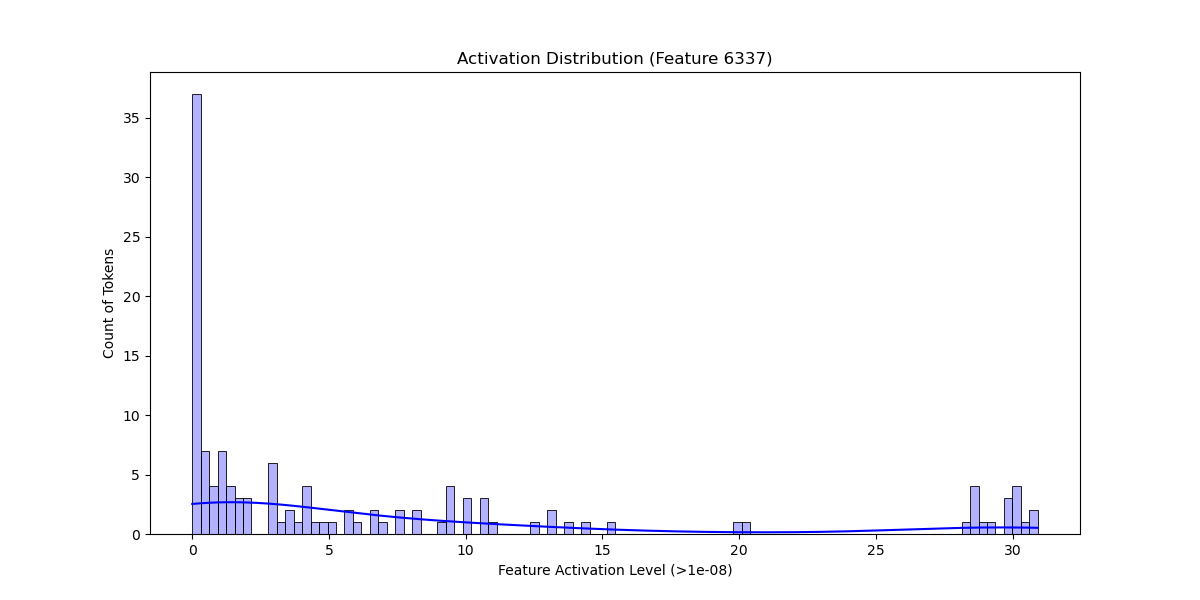 Activation Distribution (Feature 6337)
Count of Tokens
35
30
25
20
15
10
5
0
0 5 10 15 20 25 30
Feature Activation Level (>1e-08)